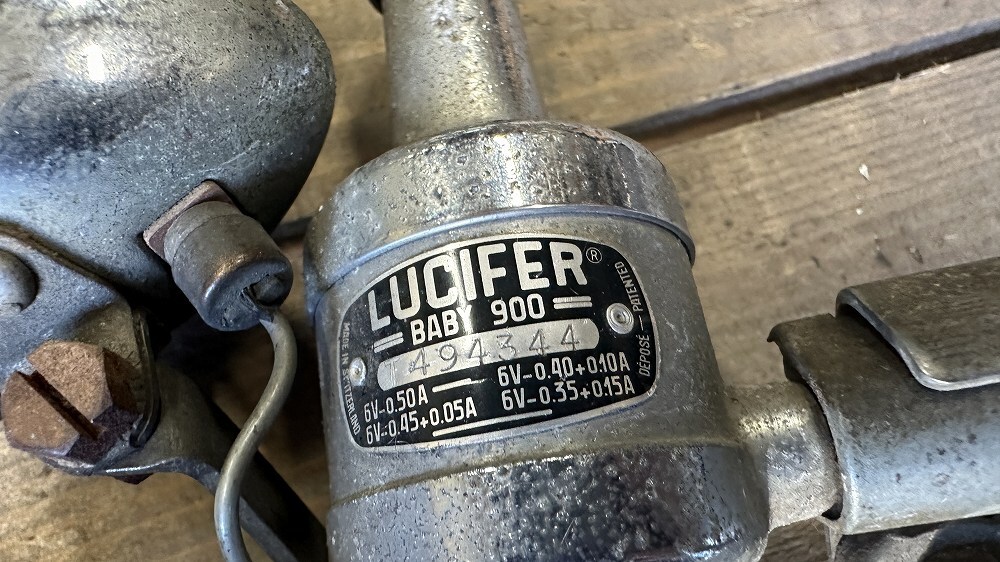 LUCIFER®
BABY 900
1494344
6V-0.50A
6V-0.45+0.05A
6V-0.40+0.10A
6V-0.35+0.15A
MADE IN SWITZERLAND
DÉPOSÉ — PATENTED